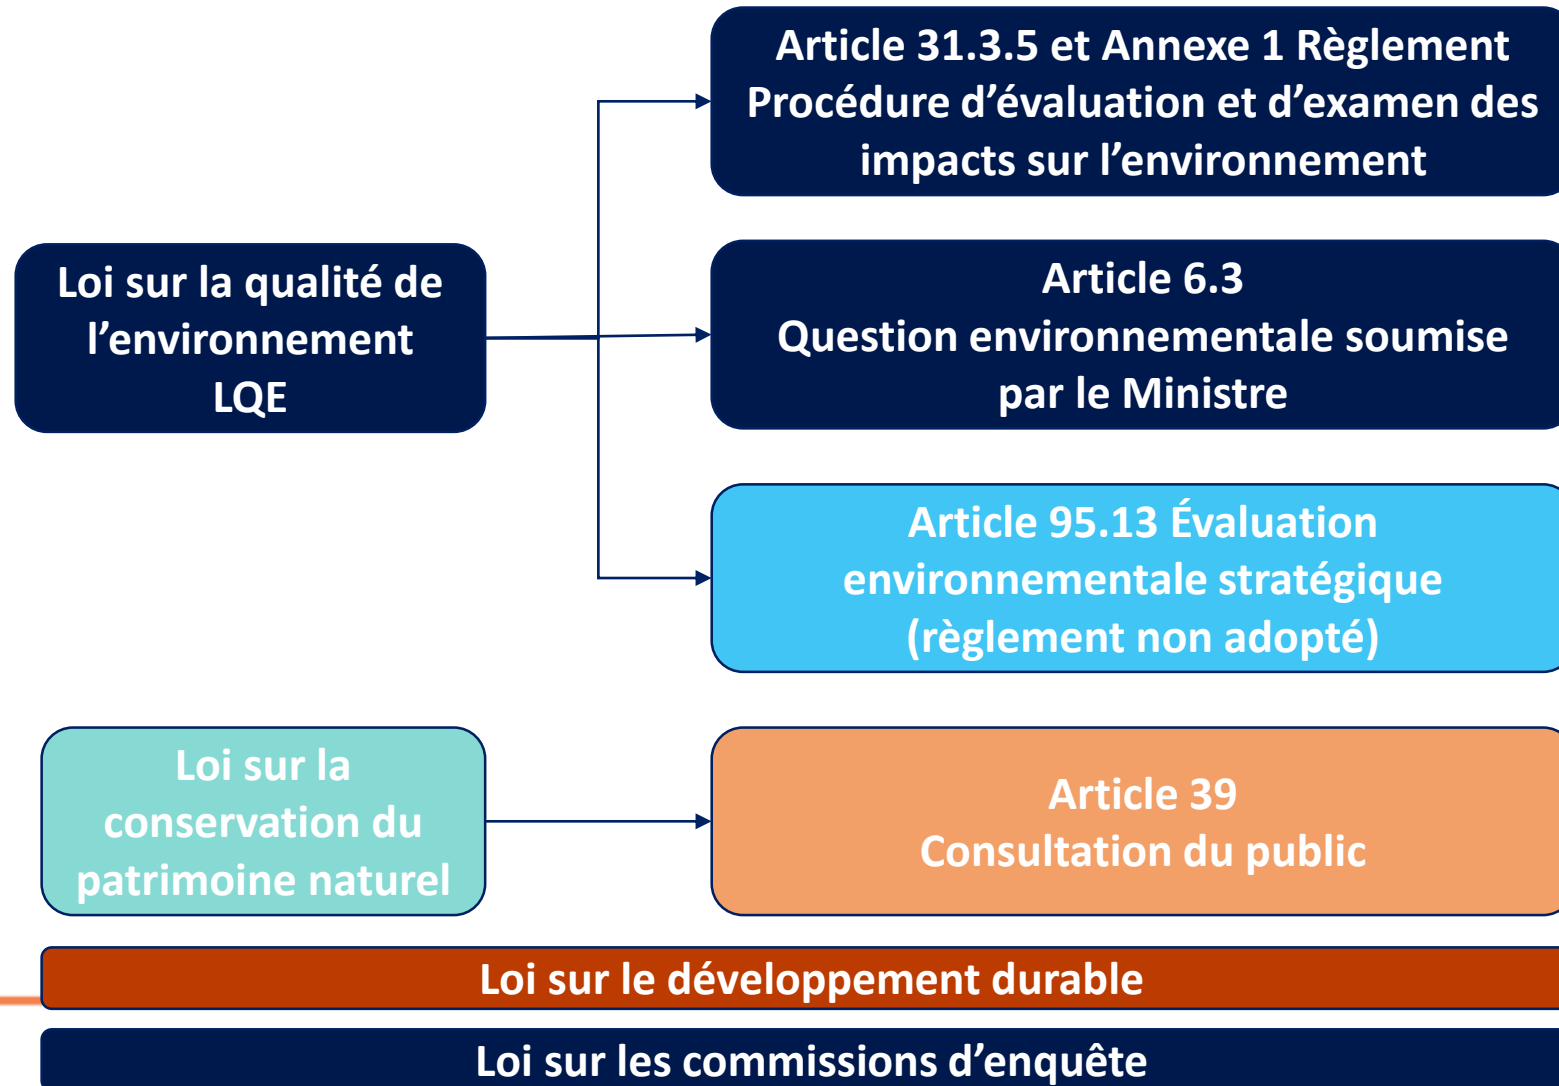 Article 31.3.5 et Annexe 1 Règlement
Procédure d’évaluation et d’examen des
impacts sur l’environnement
Loi sur la qualité de
l’environnement
LQE
Article 6.3
Question environnementale soumise
par le Ministre
Article 95.13 Évaluation
environnementale stratégique
(règlement non adopté)
Loi sur la
conservation du
patrimoine naturel
Article 39
Consultation du public
Loi sur le développement durable
Loi sur les commissions d’enquête